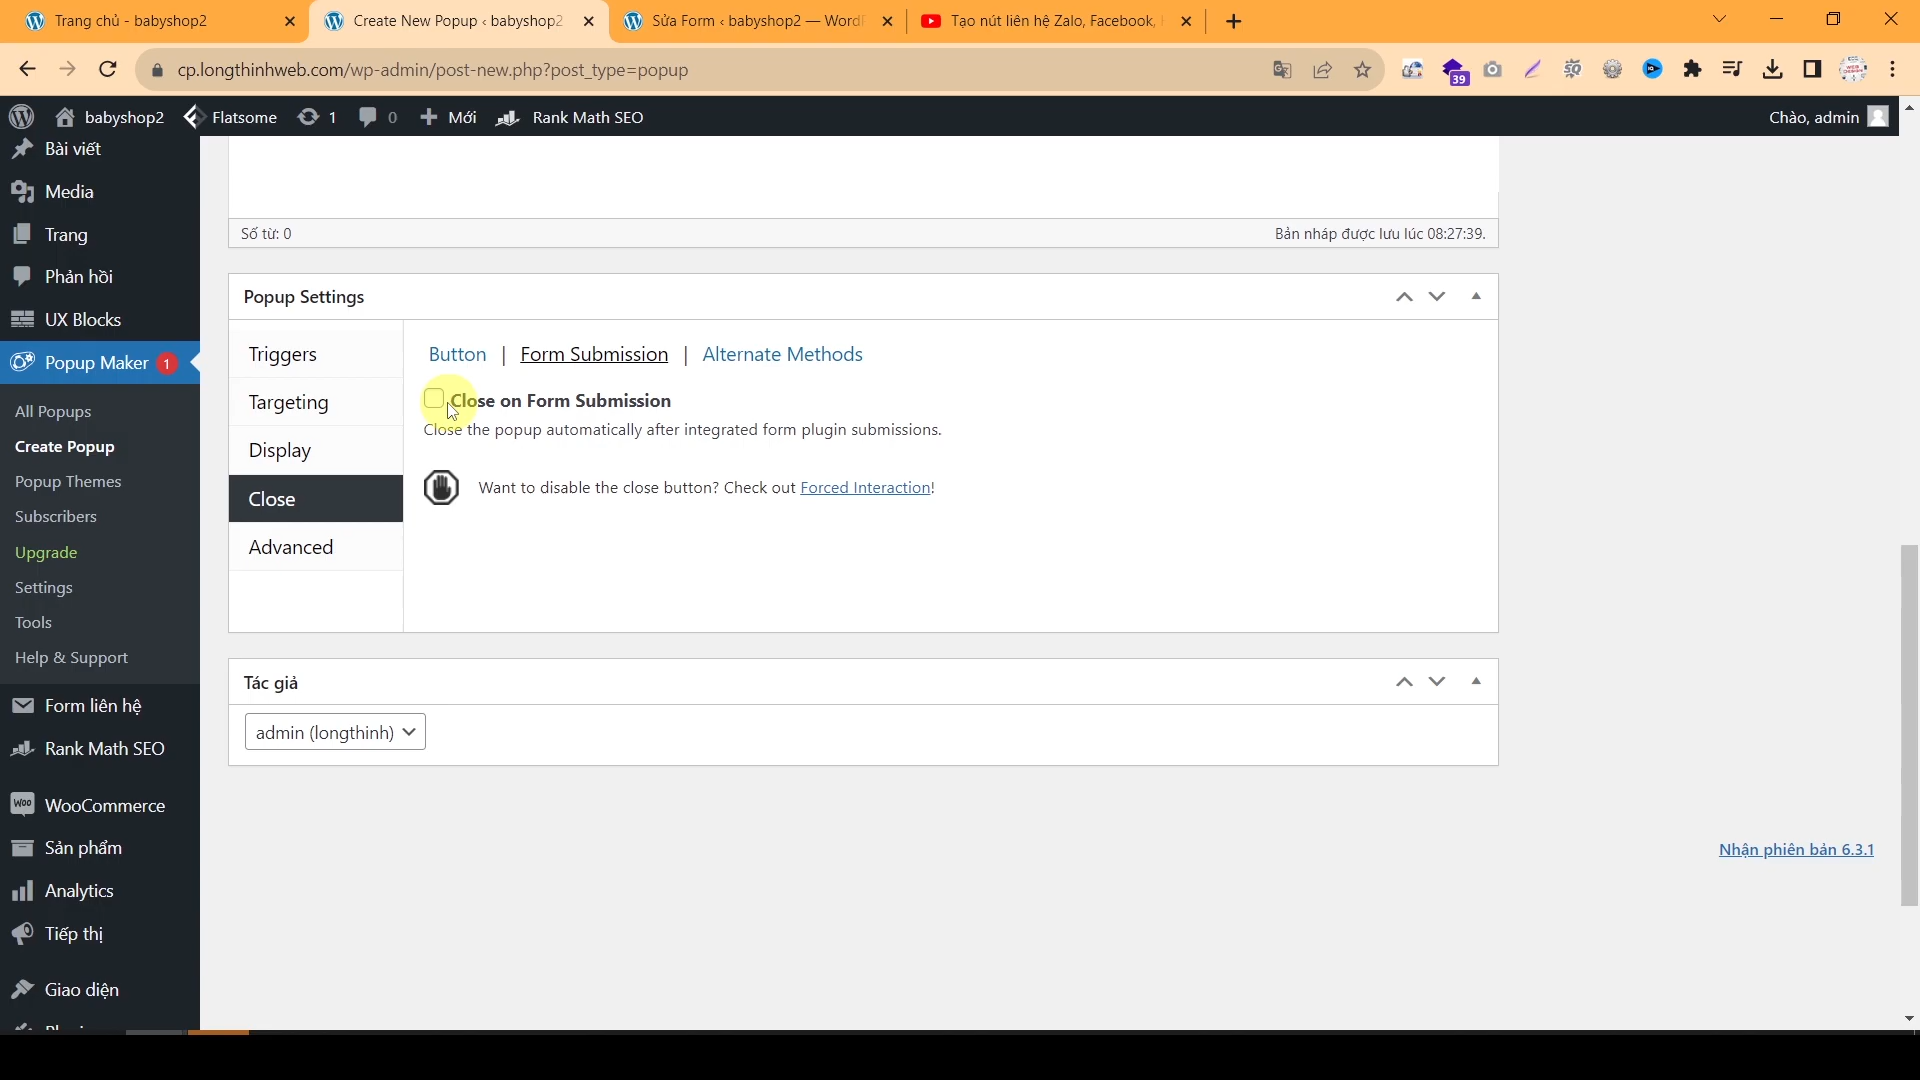 Trang chủ - babyshop2
Create New Popup ‹ babyshop2
Sửa Form ‹ babyshop2 — WordP
Tạo nút liên hệ Zalo, Facebook,
cp.longthinhweb.com/wp-admin/post-new.php?post_type=popup
39
babyshop2
Flatsome
1
0
Mới
Rank Math SEO
Chào, admin
Bài viết
Media
Trang
Phản hồi
UX Blocks
Popup Maker 1
All Popups
Create Popup
Popup Themes
Subscribers
Upgrade
Settings
Tools
Help & Support
Form liên hệ
Rank Math SEO
WooCommerce
Sản phẩm
Analytics
Tiếp thị
Giao diện
Số từ: 0
Bản nháp được lưu lúc 08:27:39.
Popup Settings
Triggers
Targeting
Display
Close
Advanced
Button | Form Submission | Alternate Methods
Close on Form Submission
Close the popup automatically after integrated form plugin submissions.
Want to disable the close button? Check out Forced Interaction!
Tác giả
admin (longthinh)
Nhận phiên bản 6.3.1